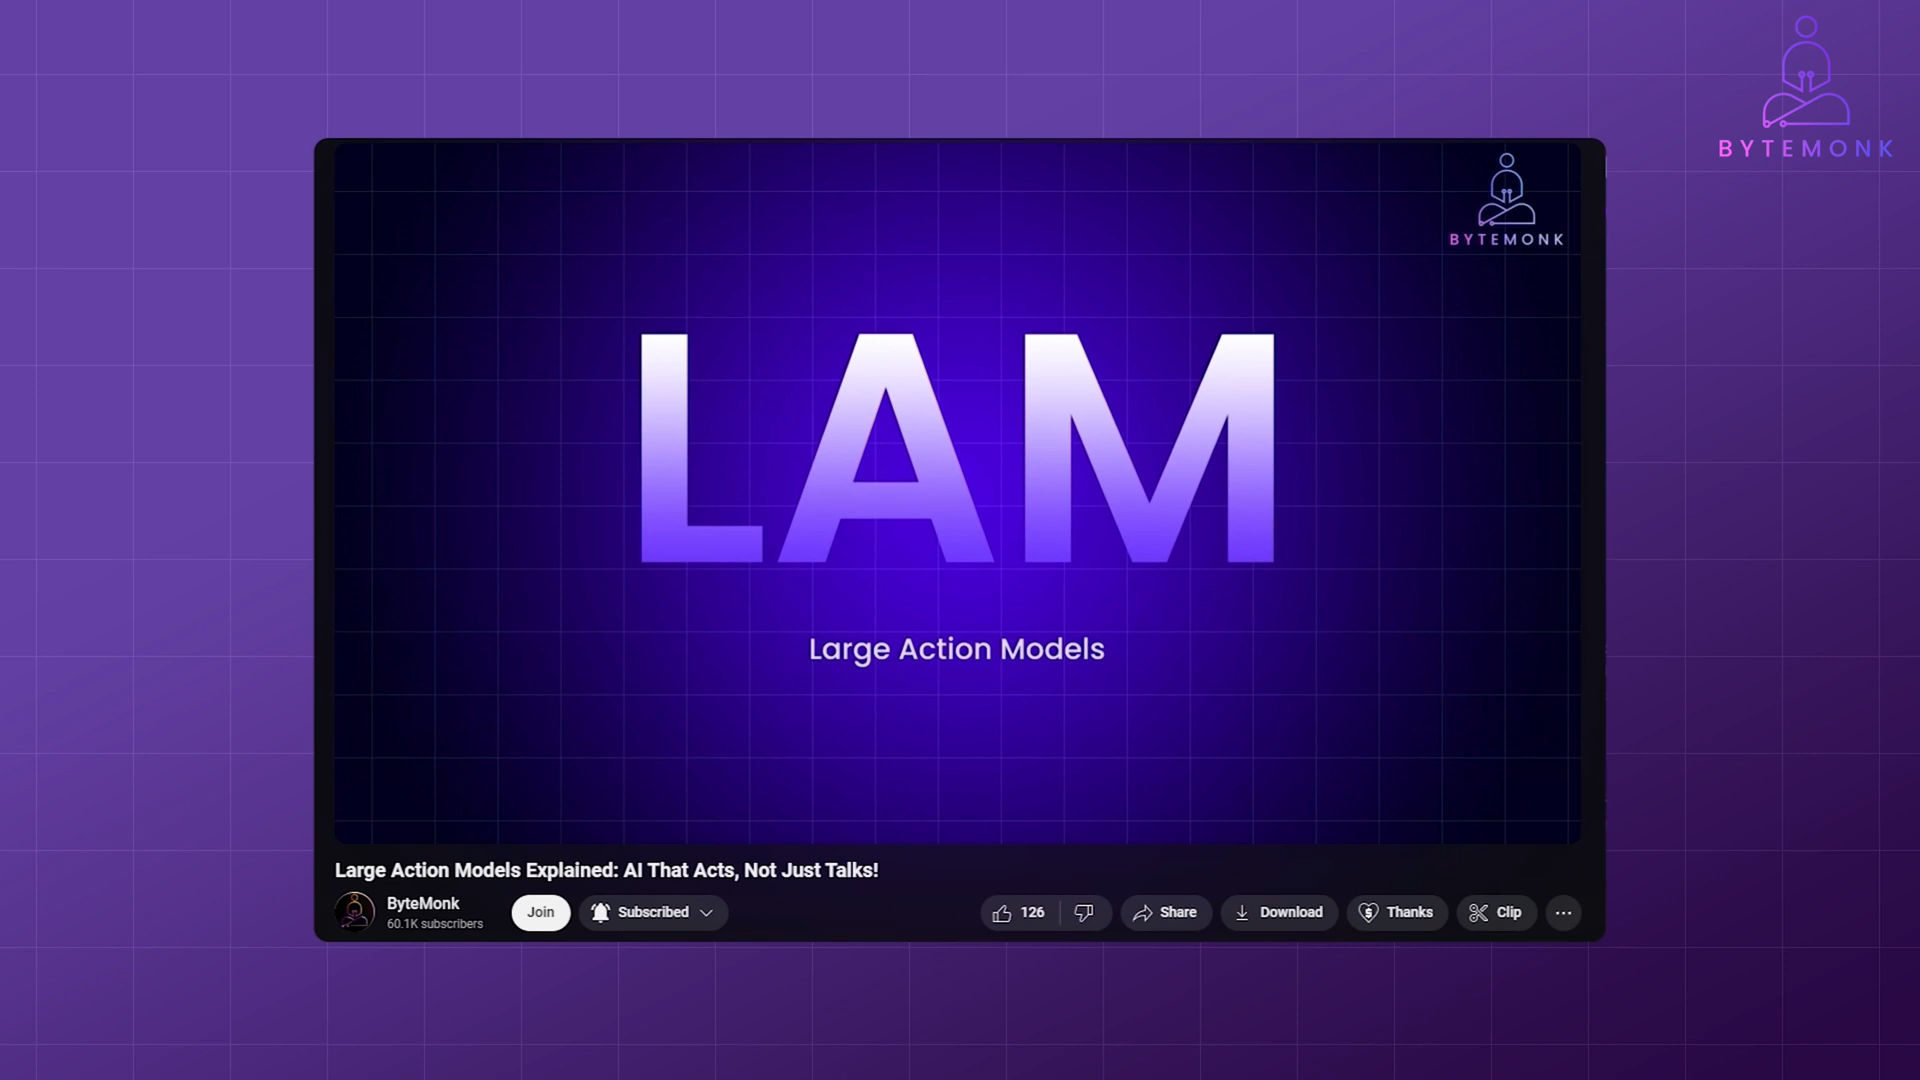 BYTEMONK
BYTEMONK
LAM
Large Action Models
Large Action Models Explained: AI That Acts, Not Just Talks!
ByteMonk
60.1K subscribers
Join
Subscribed
126
Share
Download
Thanks
Clip